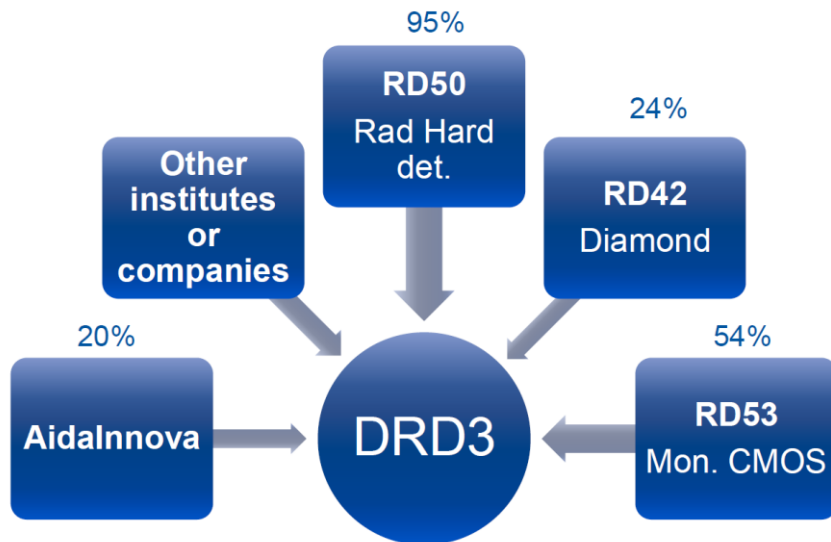 95%
RD50
Rad Hard
det.
24%
Other
institutes
or
companies
RD42
Diamond
20%
AidaInnova
DRD3
54%
RD53
Mon. CMOS